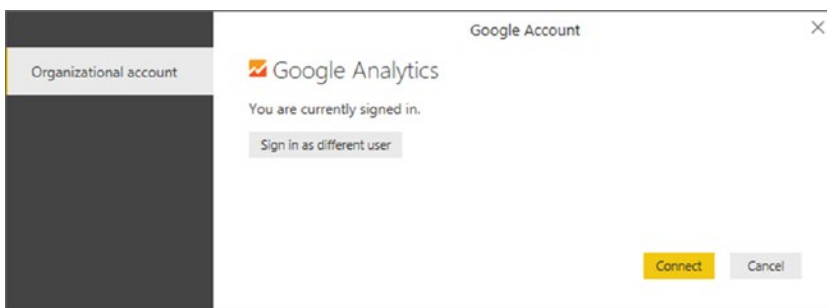 Google Account
Organizational account
Google Analytics
You are currently signed in.
Sign in as different user
Connect
Cancel